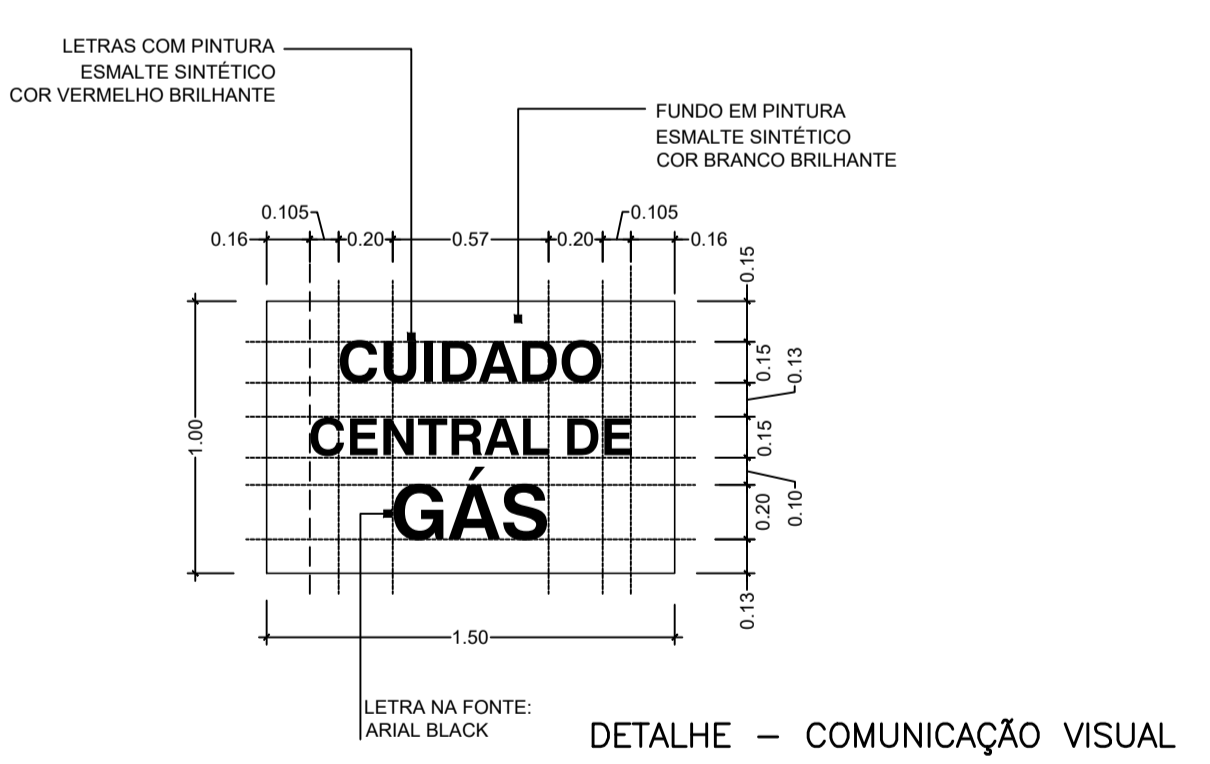 LETRAS COM PINTURA
ESMALTE SINTÉTICO
COR VERMELHO BRILHANTE
FUNDO EM PINTURA
ESMALTE SINTÉTICO
COR BRANCO BRILHANTE
0.105
0.105
0.16
0.20
0.57
0.20
0.16
0.15
CUIDADO
0.15
0.13
1.00
CENTRAL DE
0.15
GÁS
0.20
0.10
0.13
1.50
LETRA NA FONTE:
ARIAL BLACK
DETALHE – COMUNICAÇÃO VISUAL